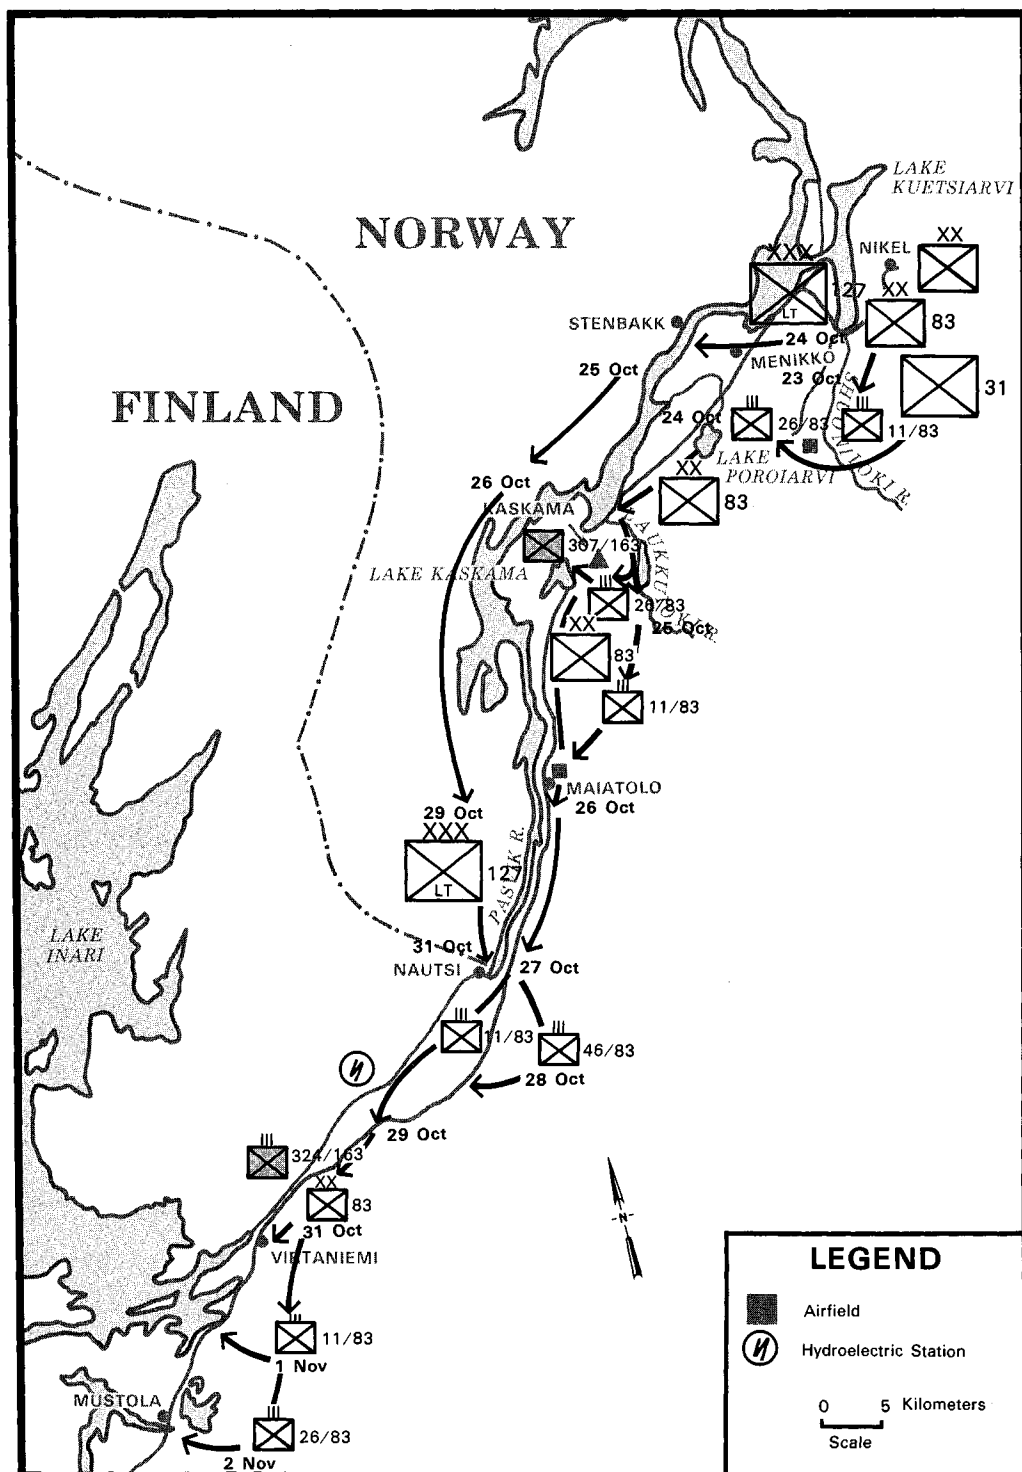 LAKE
KUETSIARVI
NORWAY
XX
NIKEL
XXX
XX
127
LT
83
STENBAKK
24 Oct
MENIKKO
25 Oct
23 Oct
31
FINLAND
24 Oct
26/83
11/83
LAKE
POROIARVI
SHUONIIOKI R.
XX
83
26 Oct
KASKAMA
307/163
LAKE KASKAMA
LAUKKUIOKI R.
26/83
25 Oct
XX
83
11/83
MAIATOLO
26 Oct
29 Oct
XXX
127
LT
PASVIK R.
LAKE
INARI
31 Oct
NAUTSI
27 Oct
11/83
46/83
28 Oct
29 Oct
324/163
XX
83
31 Oct
VIRTANIEMI
N
11/83
1 Nov
MUSTOLA
26/83
2 Nov
LEGEND
Airfield
Hydroelectric Station
0 5 Kilometers
Scale